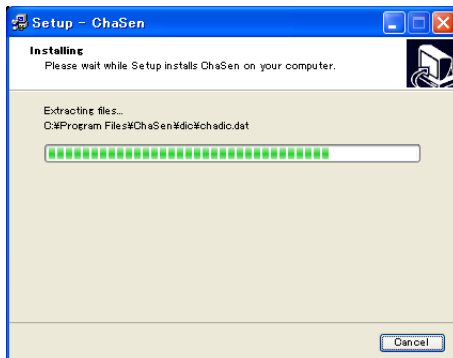 Setup - ChaSen
Installing
Please wait while Setup installs ChaSen on your computer.
Extracting files...
C:¥Program Files¥ChaSen¥dic¥chadic.dat
Cancel